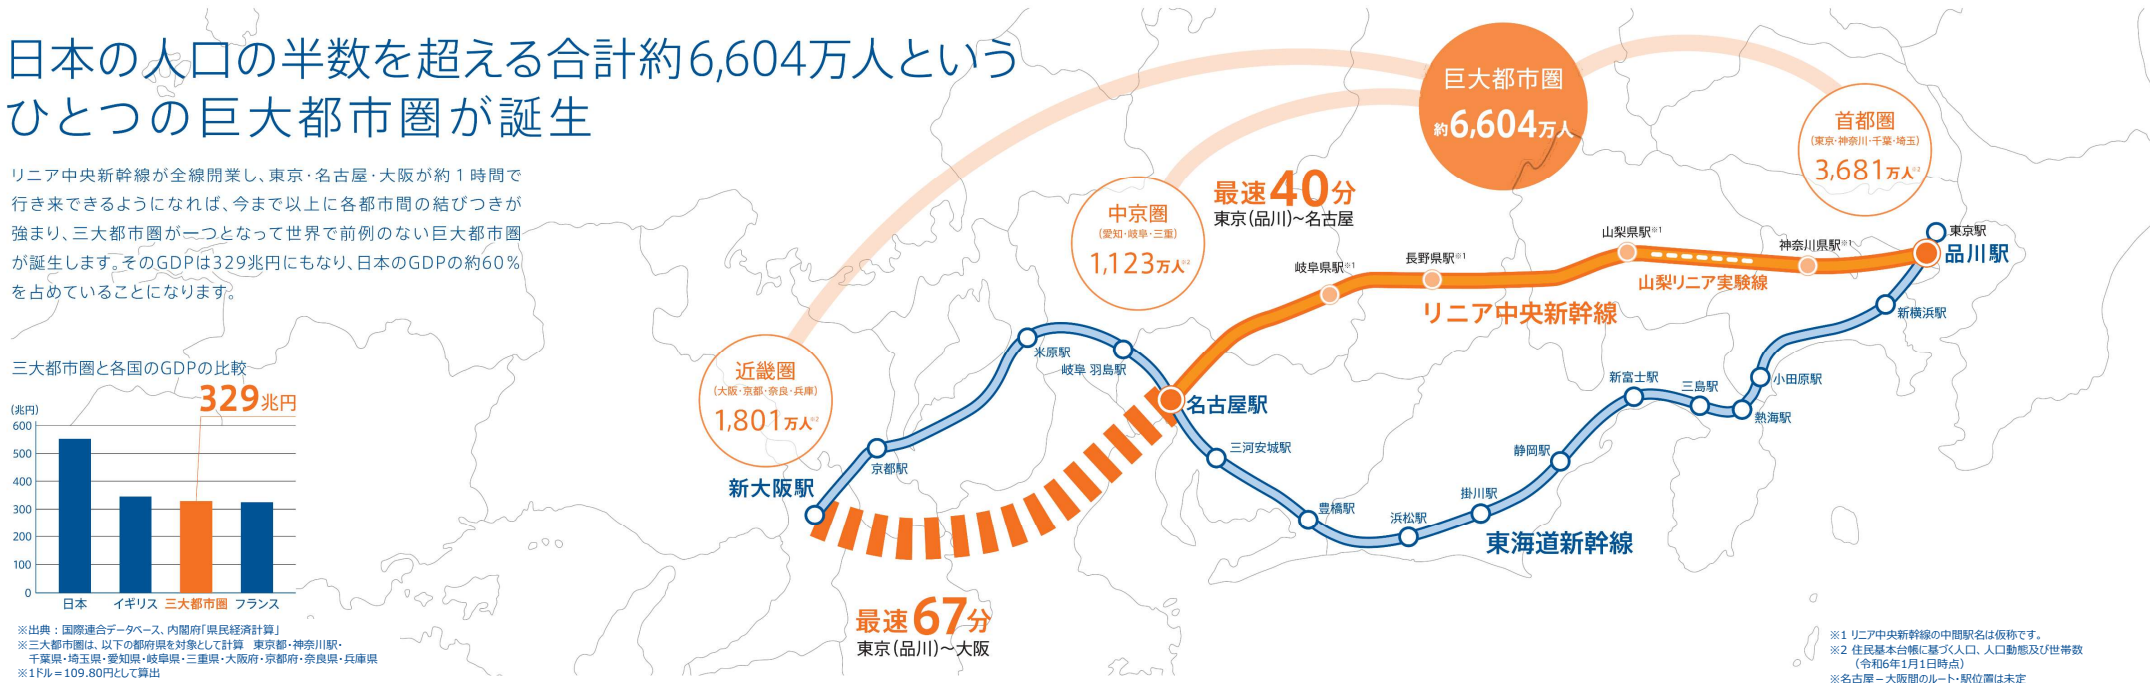 日本の人口の半数を超える合計約6,604万人という
ひとつの巨大都市圏が誕生
リニア中央新幹線が全線開業し、東京・名古屋・大阪が約1時間で
行き来できるようになれば、今まで以上に各都市間の結びつきが
強まり、三大都市圏が一つとなって世界で前例のない巨大都市圏
が誕生します。そのGDPは329兆円にもなり、日本のGDPの約60%
を占めていることになります。
三大都市圏と各国のGDPの比較
329兆円
(兆円)
600
500
400
300
200
100
0
日本
イギリス
三大都市圏
フランス
※出典:国際連合データベース、内閣府「県民経済計算」
※三大都市圏は、以下の都府県を対象として計算 東京都・神奈川県・
千葉県・埼玉県・愛知県・岐阜県・三重県・大阪府・京都府・奈良県・兵庫県
※1ドル=109.80円として算出
巨大都市圏
約6,604万人
首都圏
(東京・神奈川・千葉・埼玉)
3,681万人※2
中京圏
(愛知・岐阜・三重)
1,123万人※2
近畿圏
(大阪・京都・奈良・兵庫)
1,801万人※2
最速40分
東京(品川)~名古屋
岐阜県駅※1
長野県駅※1
山梨県駅※1
神奈川県駅※1
東京駅
品川駅
山梨リニア実験線
リニア中央新幹線
新横浜駅
小田原駅
熱海駅
三島駅
新富士駅
静岡駅
掛川駅
浜松駅
豊橋駅
三河安城駅
名古屋駅
岐阜 羽島駅
米原駅
京都駅
新大阪駅
東海道新幹線
最速67分
東京(品川)~大阪
※1 リニア中央新幹線の中間駅名は仮称です。
※2 住民基本台帳に基づく人口、人口動態及び世帯数
(令和6年1月1日時点)
※名古屋-大阪間のルート・駅位置は未定